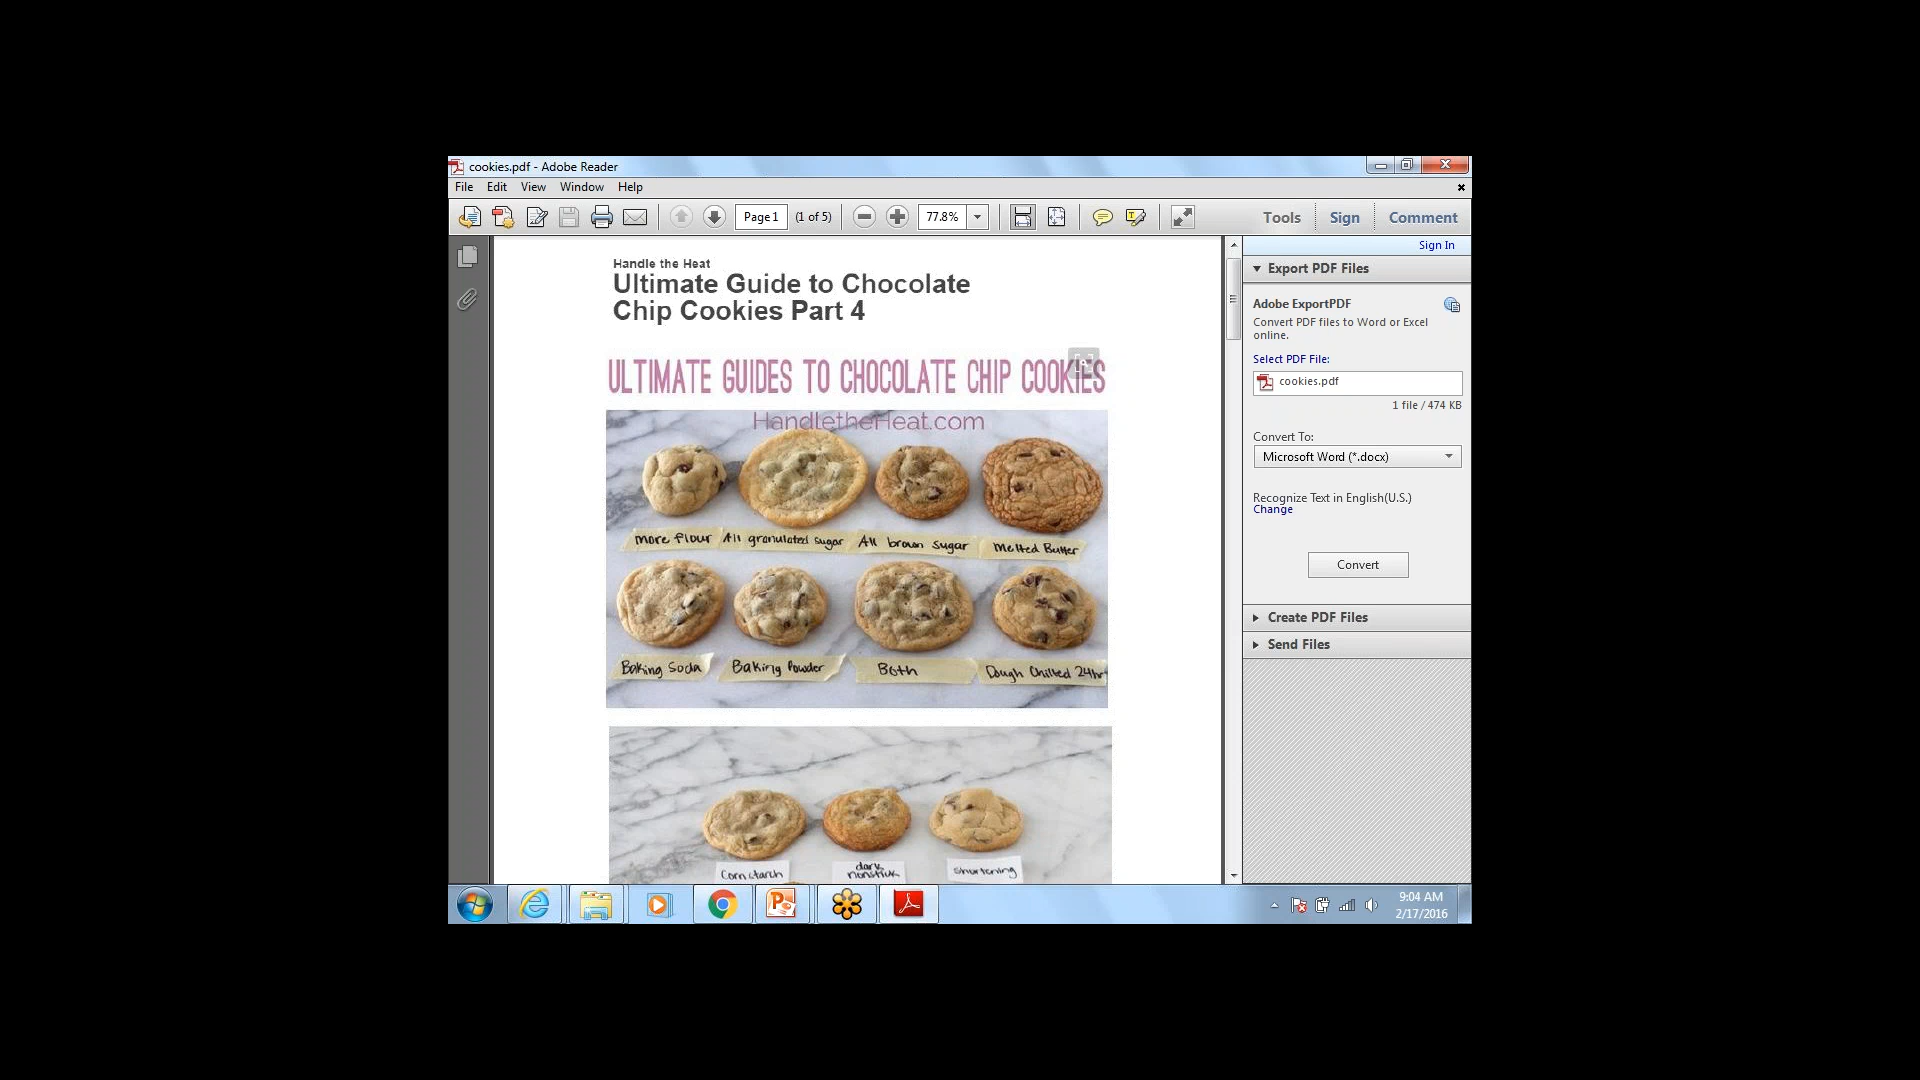 cookies.pdf - Adobe Reader
File Edit View Window Help
Page 1 (1 of 5) 77.8% Tools Sign Comment
Sign In
Handle the Heat
Ultimate Guide to Chocolate
Chip Cookies Part 4
ULTIMATE GUIDES TO CHOCOLATE CHIP COOKIES
HandletheHeat.com
more flour All granulated sugar All brown sugar Melted Butter
Baking Soda Baking Powder Both Dough Chilled 24hr
Cornstarch dark nonstick shortening
Export PDF Files
Adobe ExportPDF
Convert PDF files to Word or Excel
online.
Select PDF File:
cookies.pdf
1 file / 474 KB
Convert To:
Microsoft Word (*.docx)
Recognize Text in English(U.S.)
Change
Convert
Create PDF Files
Send Files
9:04 AM
2/17/2016